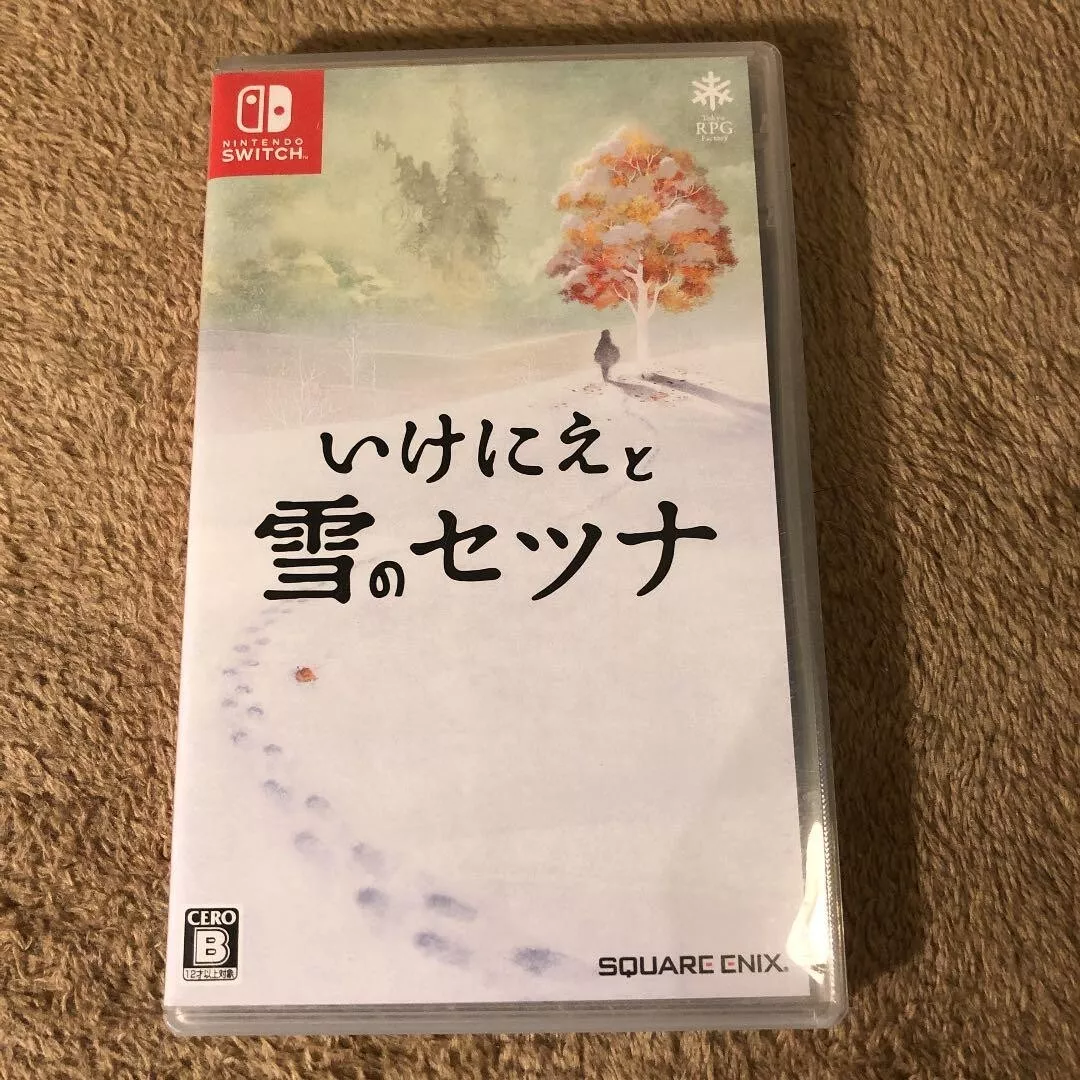 NINTENDO
SWITCH™
Tokyo
RPG
Factory
いけにえと
雪のセツナ
CERO
B
12才以上対象
SQUARE ENIX®